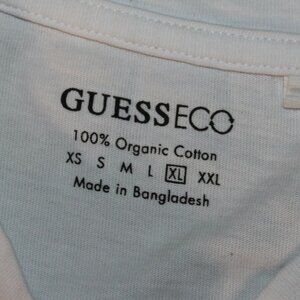 GUESSECO
100% Organic Cotton
XS S M L XL XXL
Made in Bangladesh